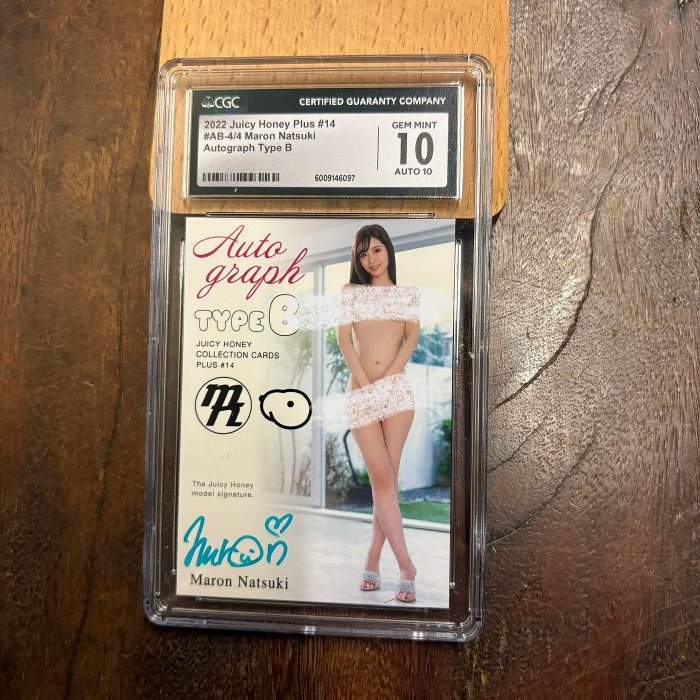 CGC
CERTIFIED GUARANTY COMPANY
2022 Juicy Honey Plus #14
#AB-4/4 Maron Natsuki
Autograph Type B
GEM MINT
10
AUTO 10
6009146097
Auto
graph
TYPE B
JUICY HONEY
COLLECTION CARDS
PLUS #14
The Juicy Honey
model signature.
Maron Natsuki